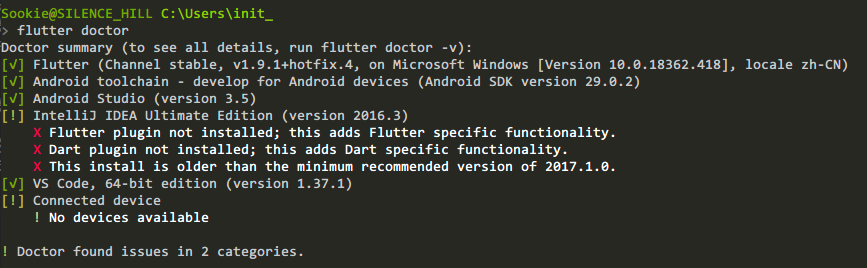 Sookie@SILENCE_HILL C:\Users\init_
> flutter doctor
Doctor summary (to see all details, run flutter doctor -v):
[√] Flutter (Channel stable, v1.9.1+hotfix.4, on Microsoft Windows [Version 10.0.18362.418], locale zh-CN)
[√] Android toolchain - develop for Android devices (Android SDK version 29.0.2)
[√] Android Studio (version 3.5)
[!] IntelliJ IDEA Ultimate Edition (version 2016.3)
X Flutter plugin not installed; this adds Flutter specific functionality.
X Dart plugin not installed; this adds Dart specific functionality.
X This install is older than the minimum recommended version of 2017.1.0.
[√] VS Code, 64-bit edition (version 1.37.1)
[!] Connected device
! No devices available
! Doctor found issues in 2 categories.